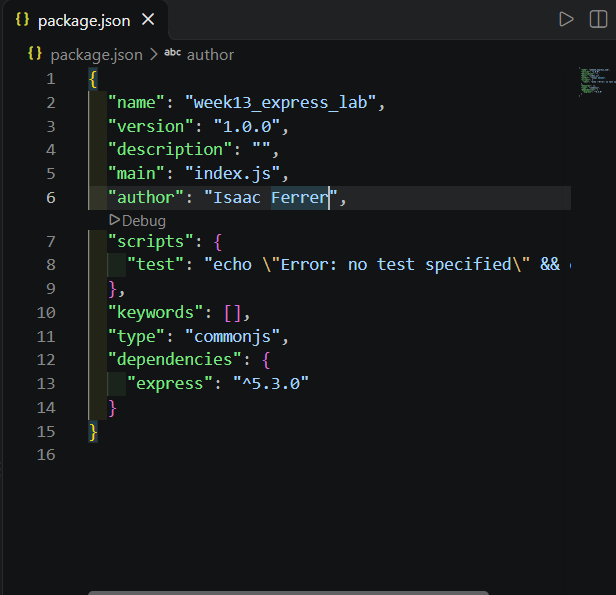 {} package.json ×
{} package.json > abc author
1 {
2 "name": "week13_express_lab",
3 "version": "1.0.0",
4 "description": "",
5 "main": "index.js",
6 "author": "Isaac Ferrer",
Debug
7 "scripts": {
8 "test": "echo \"Error: no test specified\" &&
9 },
10 "keywords": [],
11 "type": "commonjs",
12 "dependencies": {
13 "express": "^5.3.0"
14 }
15 }
16